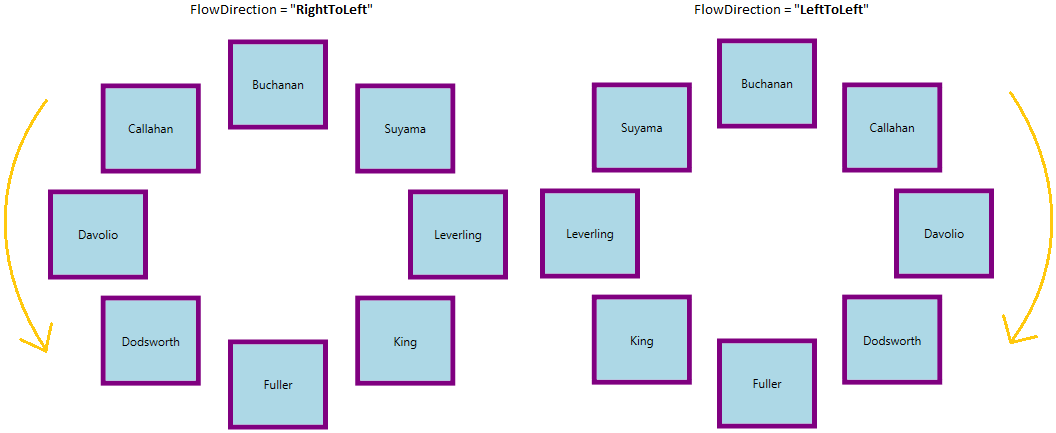 FlowDirection = "RightToLeft"
FlowDirection = "LeftToLeft"
Buchanan
Callahan
Suyama
Davolio
Leverling
Dodsworth
King
Fuller
Buchanan
Suyama
Callahan
Leverling
Davolio
King
Dodsworth
Fuller